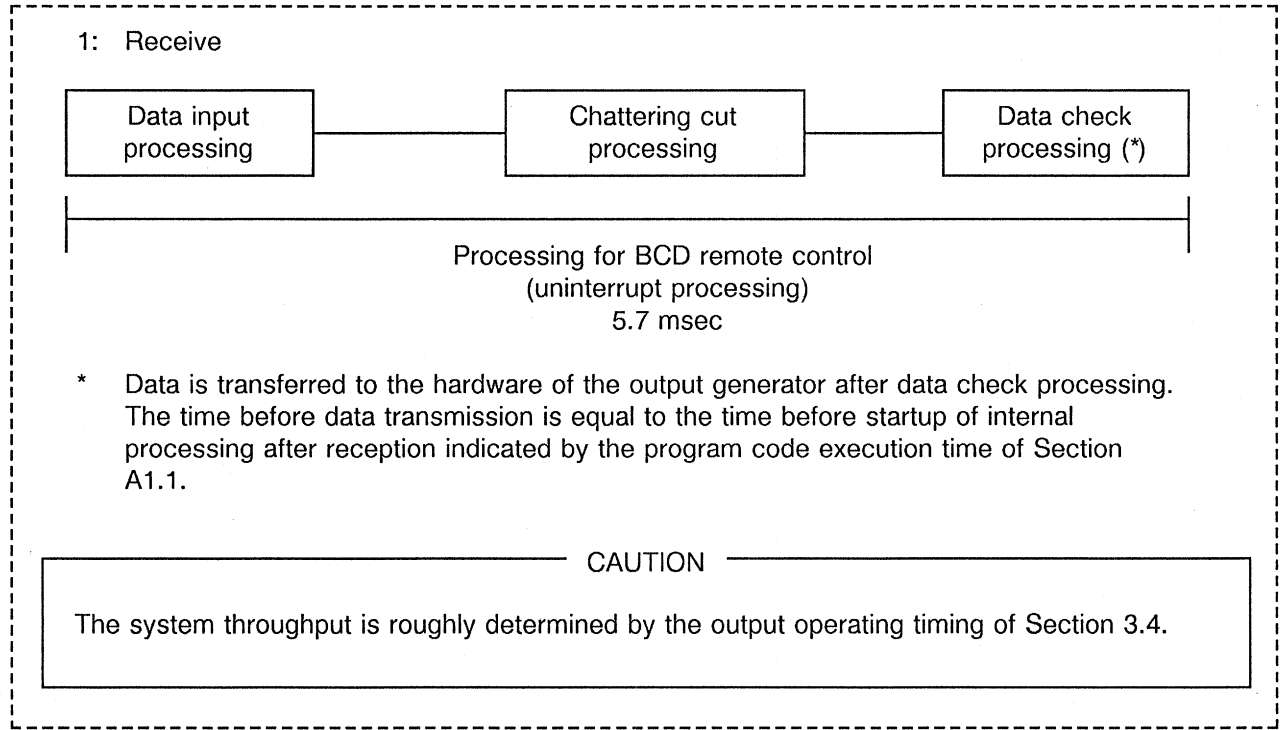 1: Receive
Data input
processing
Chattering cut
processing
Data check
processing (*)
Processing for BCD remote control
(uninterrupt processing)
5.7 msec
* Data is transferred to the hardware of the output generator after data check processing.
The time before data transmission is equal to the time before startup of internal
processing after reception indicated by the program code execution time of Section
A1.1.
CAUTION
The system throughput is roughly determined by the output operating timing of Section 3.4.